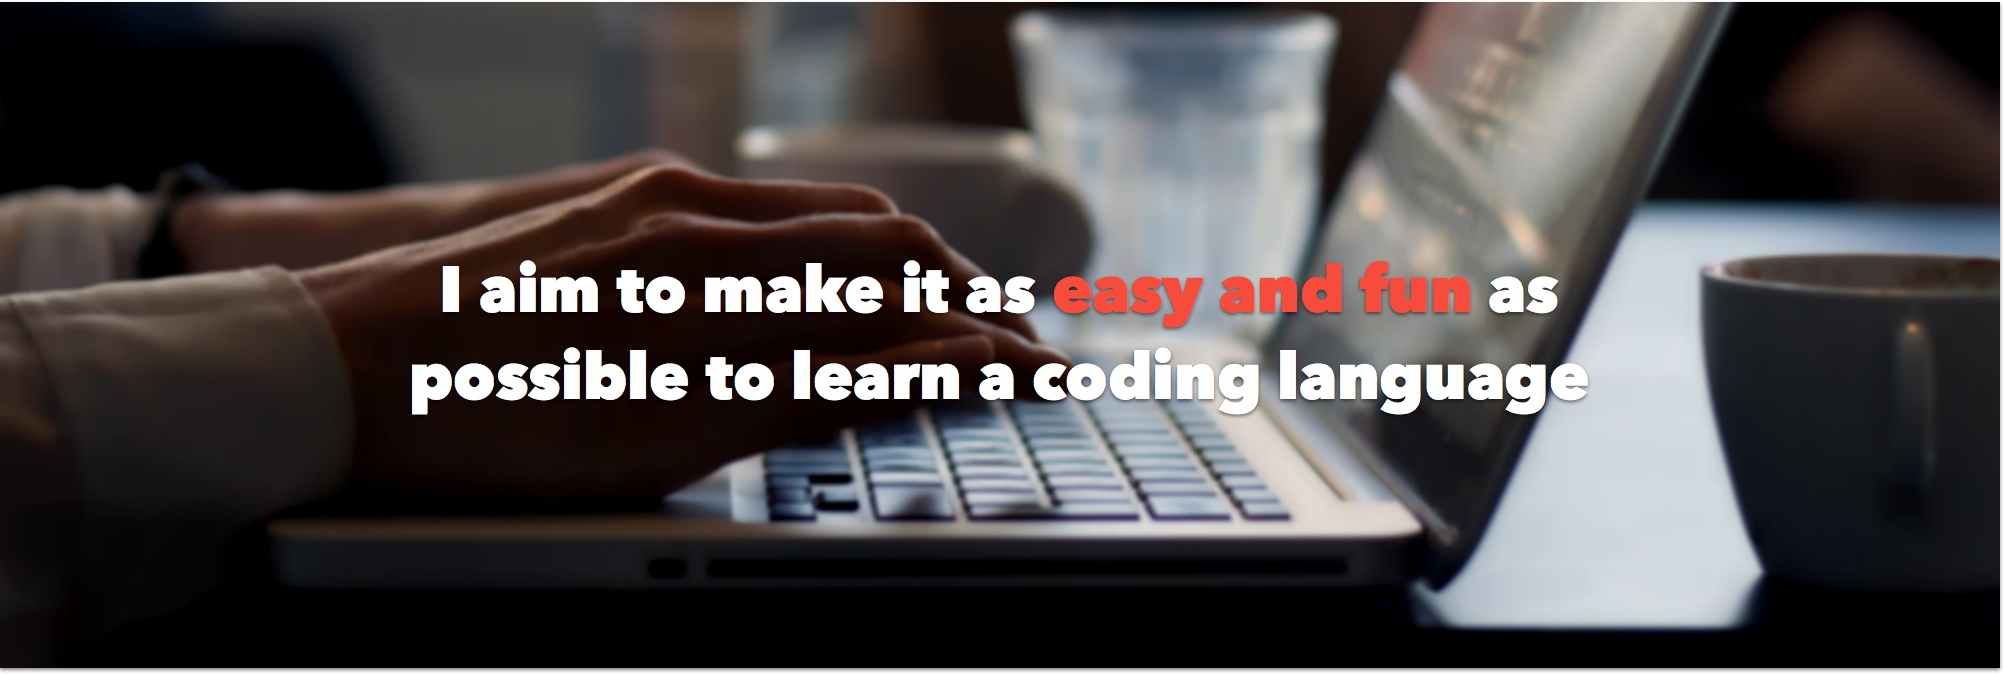 I aim to make it as easy and fun as
possible to learn a coding language